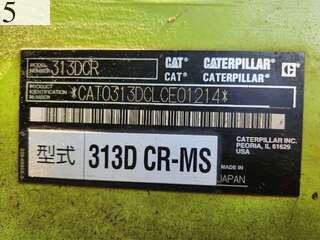 5
MODEL NUMBER 313DCR CAT CATERPILLAR
CAT CATERPILLAR
PRODUCT IDENTIFICATION NUMBER
*CAT0313DCLCE01214*
型式 313D CR-MS
CATERPILLAR INC.
PEORIA, IL 61629
USA
MADE IN
JAPAN